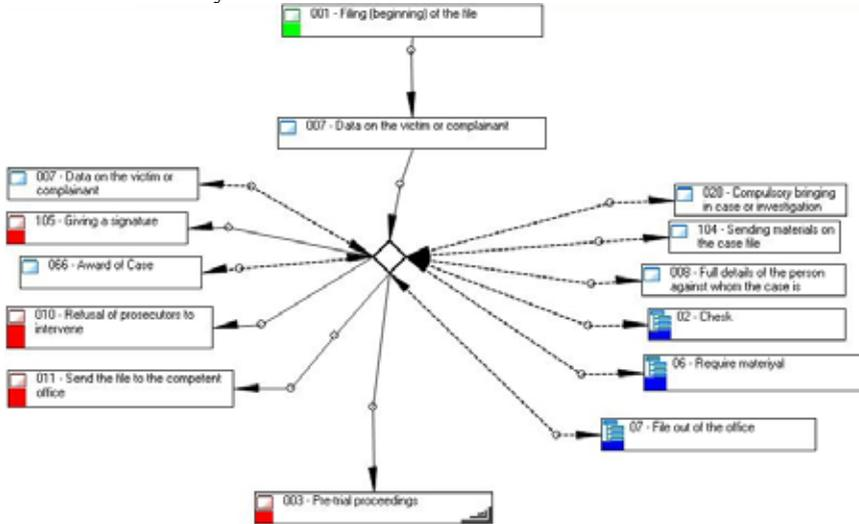 001 - Filing (beginning) of the file
007 - Data on the victim or complainant
007 - Data on the victim or
complainant
105 - Giving a signature
066 - Award of Case
010 - Refusal of prosecutors to
intervene
011 - Send the file to the competent
office
003 - Pre-trial proceedings
020 - Compulsory bringing
in case or investigation
104 - Sending materials on
the case file
008 - Full details of the person
against whom the case is
02 - Chesk
06 - Require materiyal
07 - File out of the office